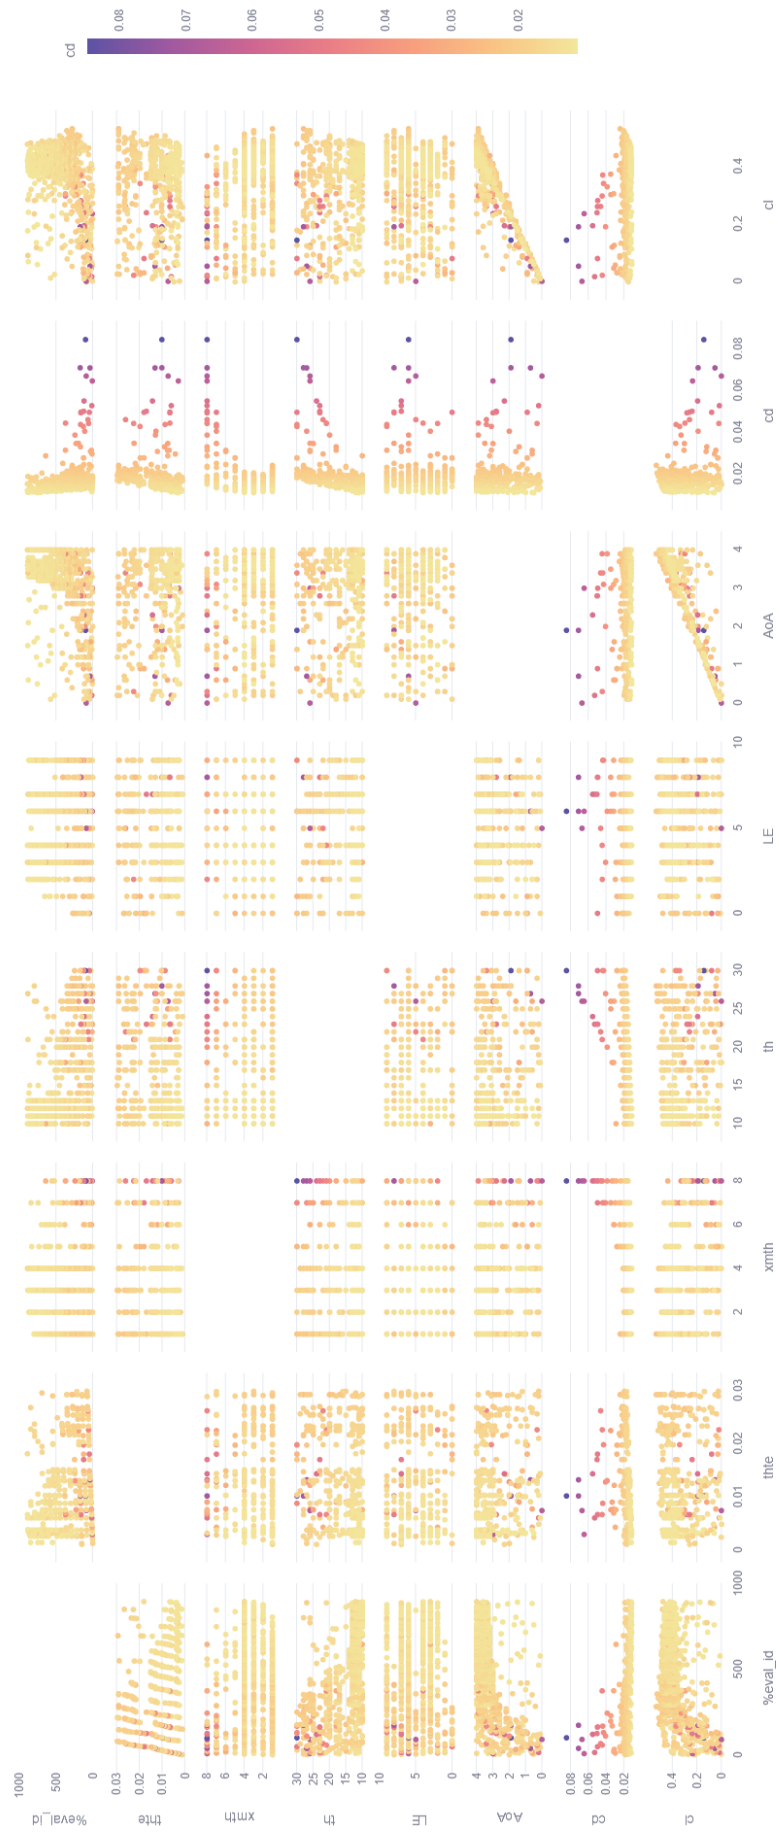 1000
500
0
%eval_id
0.03
0.02
0.01
0
thte
8
6
4
2
xmth
30
25
20
15
10
th
10
5
0
LE
4
3
2
1
0
AoA
0.08
0.06
0.04
0.02
cd
0.4
0.2
0
cl
0 500 1000
0 0.01 0.02 0.03
2 4 6 8
10 15 20 25 30
0 5 10
0 1 2 3 4
0.02 0.04 0.06 0.08
0 0.2 0.4
%eval_id
thte
xmth
th
LE
AoA
cd
cl
cd
0.08
0.07
0.06
0.05
0.04
0.03
0.02